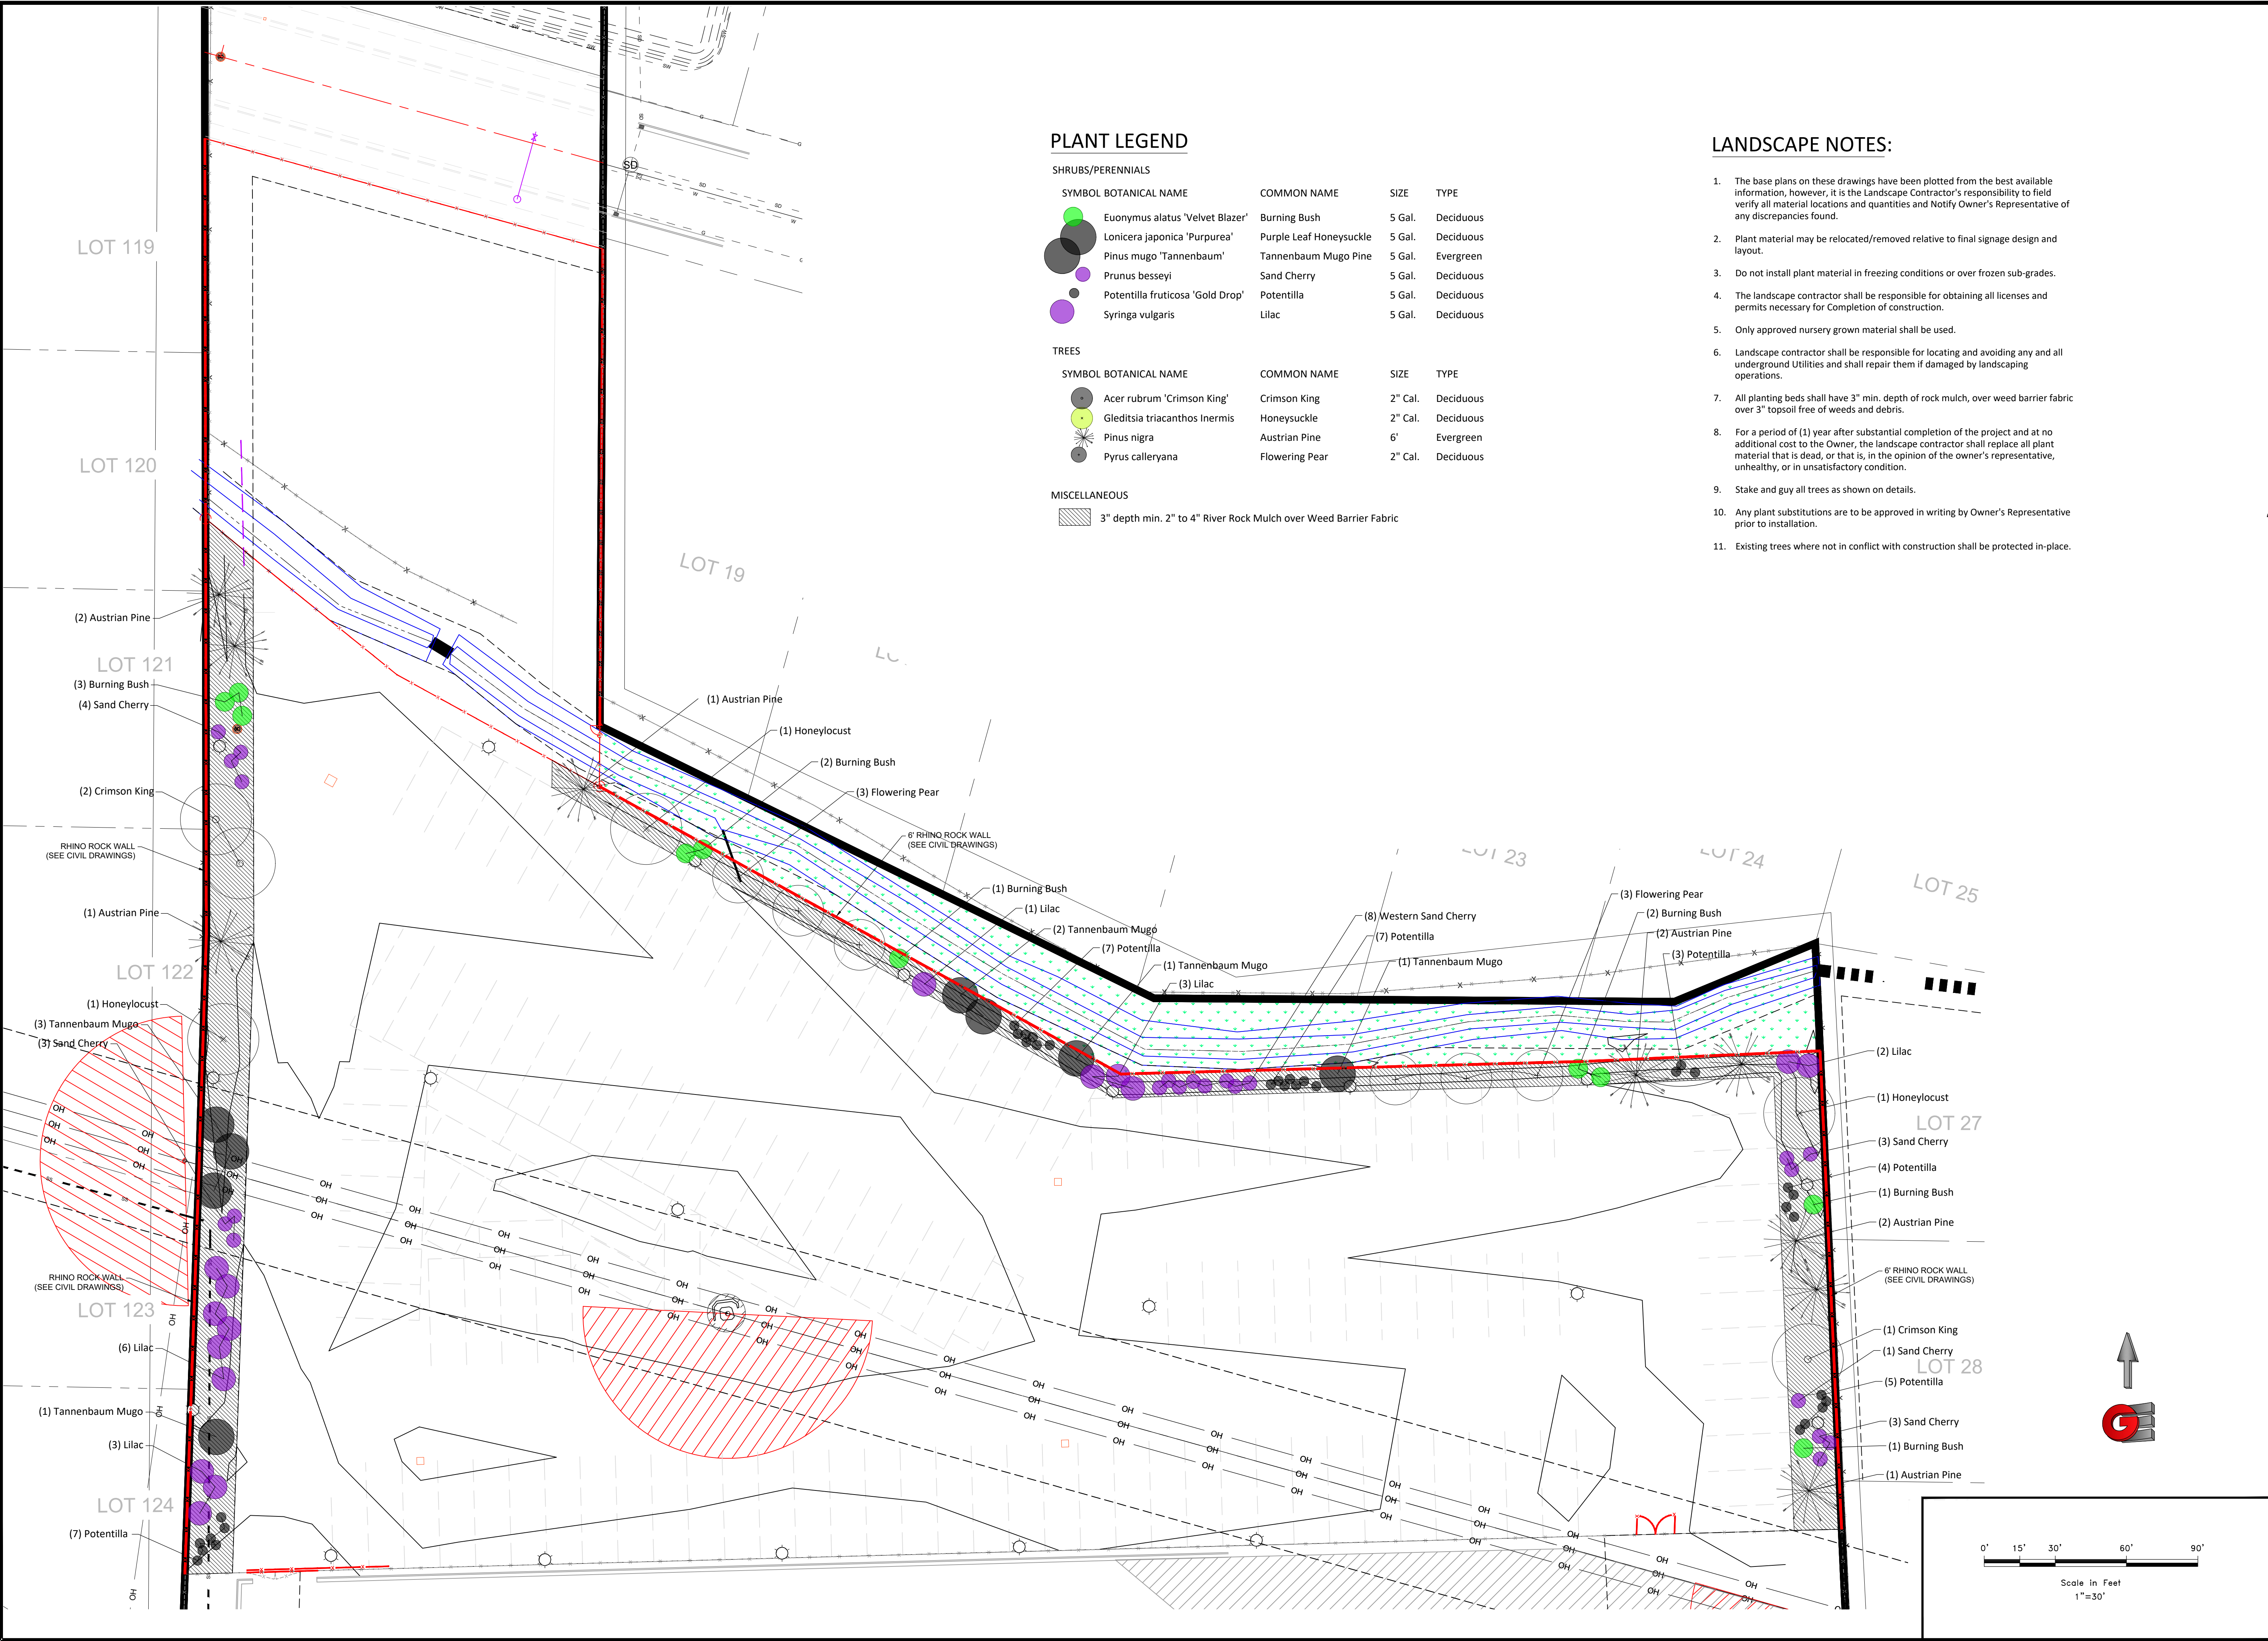 PLANT LEGEND
SHRUBS/PERENNIALS
SYMBOL BOTANICAL NAME COMMON NAME SIZE TYPE
Euonymus alatus 'Velvet Blazer' Burning Bush 5 Gal. Deciduous
Lonicera japonica 'Purpurea' Purple Leaf Honeysuckle 5 Gal. Deciduous
Pinus mugo 'Tannenbaum' Tannenbaum Mugo Pine 5 Gal. Evergreen
Prunus besseyi Sand Cherry 5 Gal. Deciduous
Potentilla fruticosa 'Gold Drop' Potentilla 5 Gal. Deciduous
Syringa vulgaris Lilac 5 Gal. Deciduous
TREES
SYMBOL BOTANICAL NAME COMMON NAME SIZE TYPE
Acer rubrum 'Crimson King' Crimson King 2" Cal. Deciduous
Gleditsia triacanthos Inermis Honeysuckle 2" Cal. Deciduous
Pinus nigra Austrian Pine 6' Evergreen
Pyrus calleryana Flowering Pear 2" Cal. Deciduous
MISCELLANEOUS
3" depth min. 2" to 4" River Rock Mulch over Weed Barrier Fabric
LANDSCAPE NOTES:
1. The base plans on these drawings have been plotted from the best available
information, however, it is the Landscape Contractor's responsibility to field
verify all material locations and quantities and Notify Owner's Representative of
any discrepancies found.
2. Plant material may be relocated/removed relative to final signage design and
layout.
3. Do not install plant material in freezing conditions or over frozen sub-grades.
4. The landscape contractor shall be responsible for obtaining all licenses and
permits necessary for Completion of construction.
5. Only approved nursery grown material shall be used.
6. Landscape contractor shall be responsible for locating and avoiding any and all
underground Utilities and shall repair them if damaged by landscaping
operations.
7. All planting beds shall have 3" min. depth of rock mulch, over weed barrier fabric
over 3" topsoil free of weeds and debris.
8. For a period of (1) year after substantial completion of the project and at no
additional cost to the Owner, the landscape contractor shall replace all plant
material that is dead, or that is, in the opinion of the owner's representative,
unhealthy, or in unsatisfactory condition.
9. Stake and guy all trees as shown on details.
10. Any plant substitutions are to be approved in writing by Owner's Representative
prior to installation.
11. Existing trees where not in conflict with construction shall be protected in-place.
LOT 119
LOT 120
(2) Austrian Pine
LOT 121
(3) Burning Bush
(4) Sand Cherry
(2) Crimson King
RHINO ROCK WALL
(SEE CIVIL DRAWINGS)
(1) Austrian Pine
LOT 122
(1) Honeylocust
(3) Tannenbaum Mugo
(3) Sand Cherry
RHINO ROCK WALL
(SEE CIVIL DRAWINGS)
LOT 123
(6) Lilac
(1) Tannenbaum Mugo
(3) Lilac
LOT 124
(7) Potentilla
SD
LOT 19
(1) Austrian Pine
(1) Honeylocust
(2) Burning Bush
(3) Flowering Pear
6' RHINO ROCK WALL
(SEE CIVIL DRAWINGS)
(1) Burning Bush
(1) Lilac
(2) Tannenbaum Mugo
(7) Potentilla
(1) Tannenbaum Mugo
(3) Lilac
(8) Western Sand Cherry
(7) Potentilla
(1) Tannenbaum Mugo
LOT 23
LOT 24
LOT 25
(3) Flowering Pear
(2) Burning Bush
(2) Austrian Pine
(3) Potentilla
(2) Lilac
(1) Honeylocust
LOT 27
(3) Sand Cherry
(4) Potentilla
(1) Burning Bush
(2) Austrian Pine
6' RHINO ROCK WALL
(SEE CIVIL DRAWINGS)
(1) Crimson King
(1) Sand Cherry
LOT 28
(5) Potentilla
(3) Sand Cherry
(1) Burning Bush
(1) Austrian Pine
GE
0' 15' 30' 60' 90'
Scale in Feet
1"=30'